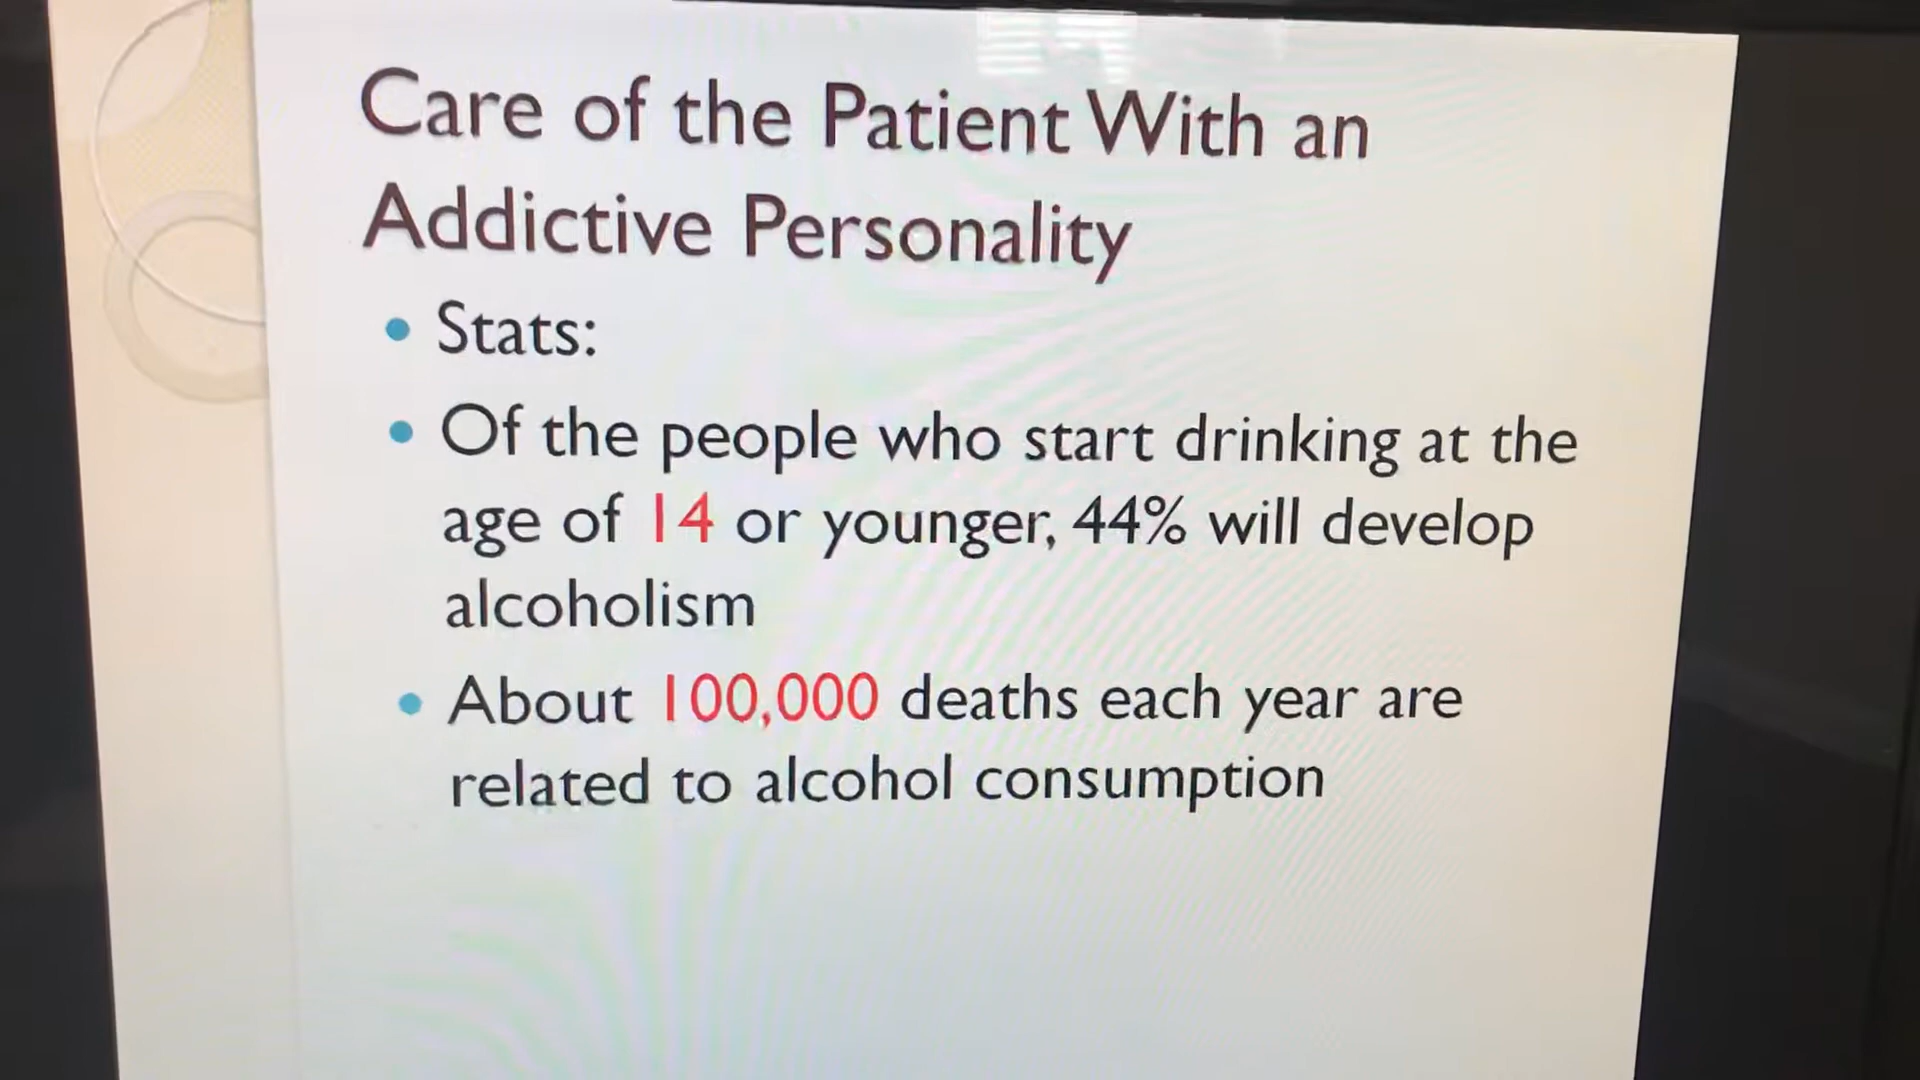 Care of the Patient With an
Addictive Personality
• Stats:
• Of the people who start drinking at the
age of 14 or younger, 44% will develop
alcoholism
• About 100,000 deaths each year are
related to alcohol consumption